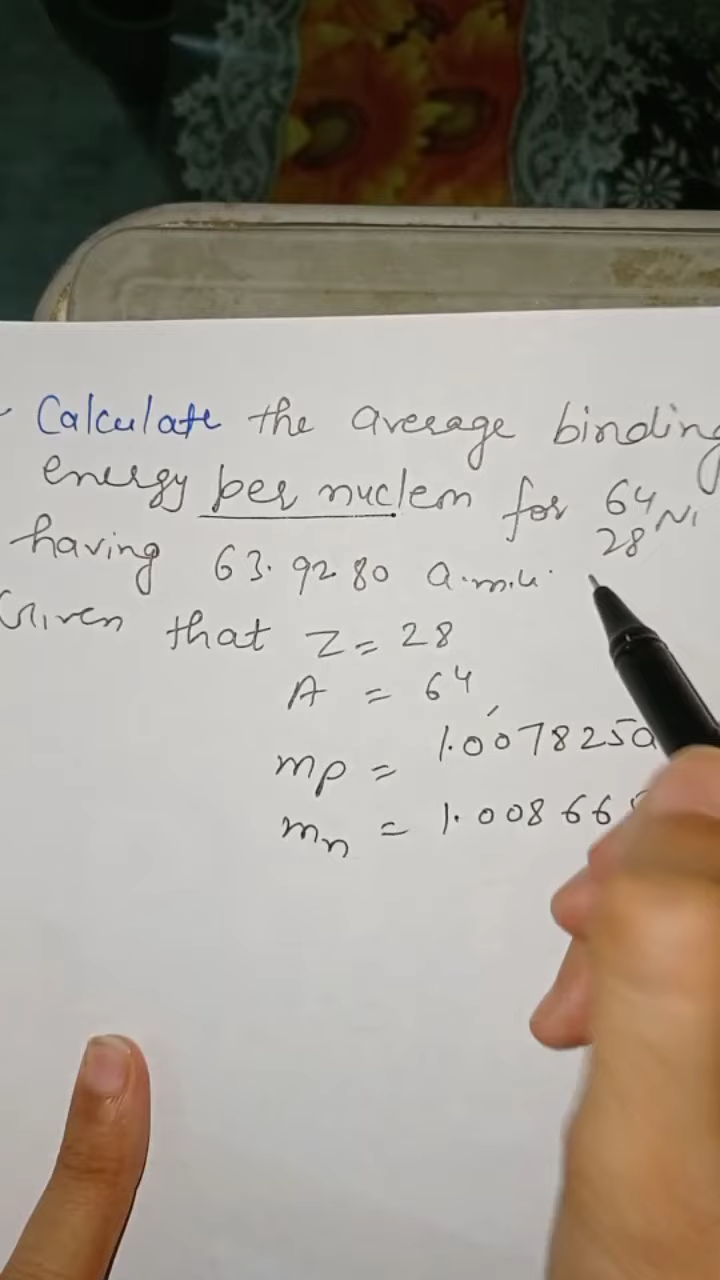 Calculate the average binding
energy per nuclem for 64
28 Ni
having 63.9280 a.m.u.
Given that Z = 28
A = 64
mp = 1.0078250
mn = 1.00866